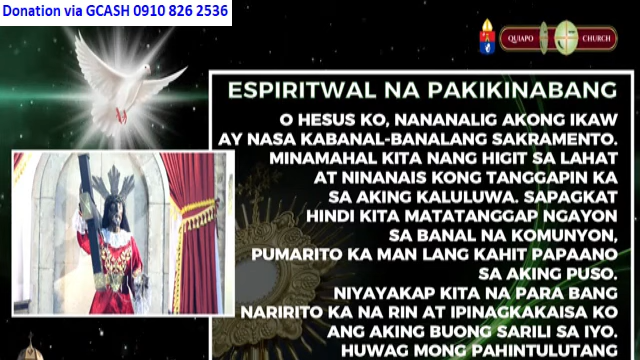 Donation via GCASH 0910 826 2536
QUIAPO CHURCH
ESPIRITWAL NA PAKIKINABANG
O HESUS KO, NANANALIG AKONG IKAW
AY NASA KABANAL-BANALANG SAKRAMENTO.
MINAMAHAL KITA NANG HIGIT SA LAHAT
AT NINANAIS KONG TANGGAPIN KA
SA AKING KALULUWA. SAPAGKAT
HINDI KITA MATATANGGAP NGAYON
SA BANAL NA KOMUNYON,
PUMARITO KA MAN LANG KAHIT PAPAANO
SA AKING PUSO.
NIYAYAKAP KITA NA PARA BANG
NARIRITO KA NA RIN AT IPINAGKAKAISA KO
ANG AKING BUONG SARILI SA IYO.
HUWAG MONG PAHINTULUTANG